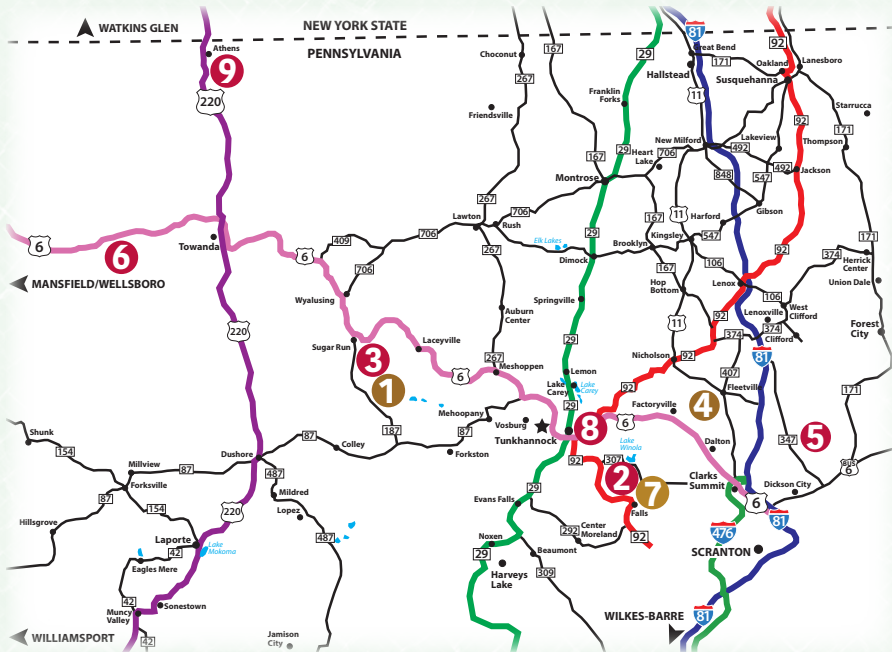 WATKINS GLEN
NEW YORK STATE
PENNSYLVANIA
81
92
29
167
Athens
9
220
Choconut
267
Friendsville
Franklin
Forks
Great Bend
171
Hallstead
11
Oakland
Lanesboro
Susquehanna
Starrucca
171
Thompson
92
Lakeview
New Milford
492
492
Jackson
547
848
29
Heart
Lake
706
167
Montrose
Gibson
Harford
11
547
Kingsley
267
706
Lawton
Rush
706
409
6
6
6
Towanda
MANSFIELD/WELLSBORO
706
Wyalusing
267
Elk Lakes
29
Dimock
Brooklyn
167
167
Hop
Bottom
106
92
374
171
Herrick
Center
Union Dale
Lenox
106
West
Clifford
Lenoxville
374
374
Clifford
Forest
City
Springville
Auburn
Center
220
Sugar Run
3
1
Laceyville
6
267
Meshoppen
29
Lemon
Lake
Carey
Lake
Carey
29
92
11
Nicholson
92
92
407
Fleetville
81
171
4
Factoryville
6
Mehoopany
Vosburg
Tunkhannock
8
87
187
Forkston
Colley
87
Dushore
Shunk
154
Millview
87
Forksville
87
154
Hillsgrove
487
Mildred
Lopez
220
487
Laporte
Lake
Mokoma
42
Eagles Mere
42
Muncy
Valley
Sonestown
42
WILLIAMSPORT
Jamison
City
Lake
Winola
307
92
2
7
Falls
92
Dalton
Clarks
Summit
347
5
BUS
6
Dickson City
6
81
476
SCRANTON
Evans Falls
29
292
Center
Moreland
Noxen
29
Beaumont
Harveys
Lake
309
WILKES-BARRE
81